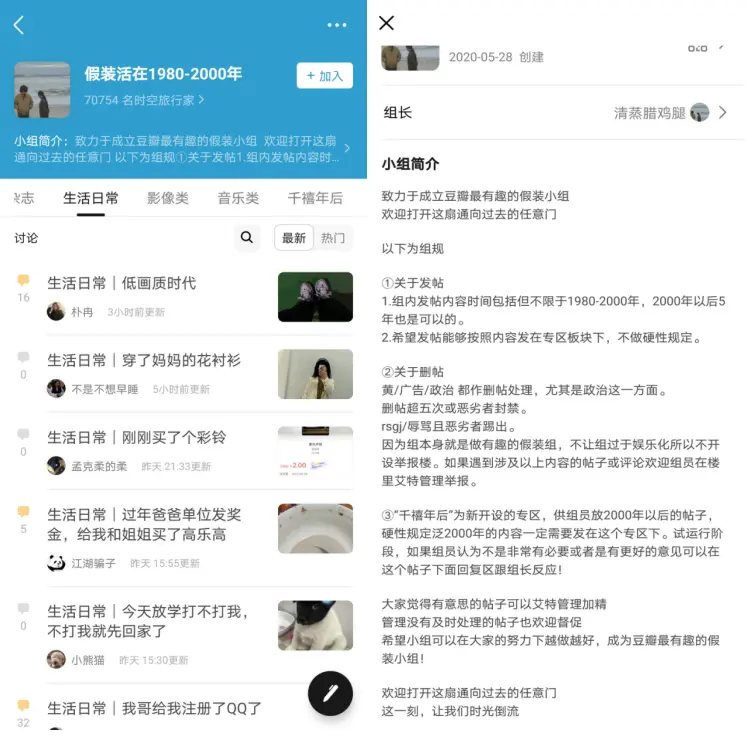 假装活在1980-2000年
+ 加入
70754 名时空旅行家
小组简介：致力于成立豆瓣最有趣的假装小组 欢迎打开这扇
通向过去的任意门 以下为组规①关于发帖1.组内发帖内容时...
杂志 生活日常 影像类 音乐类 千禧年后
讨论 最新 热门
生活日常｜低画质时代
16
朴冉 3小时前更新
生活日常｜穿了妈妈的花衬衫
0
不是不想早睡 5小时前更新
生活日常｜刚刚买了个彩铃
0
孟克柔的柔 昨天 21:33更新
生活日常｜过年爸爸单位发奖
金，给我和姐姐买了高乐高
5
江湖骗子 昨天 15:55更新
生活日常｜今天放学打不打我，
不打我就先回家了
0
小熊猫 昨天 15:30更新
生活日常｜我哥给我注册了QQ了
32
2020-05-28 创建
组长 清蒸腊鸡腿
小组简介
致力于成立豆瓣最有趣的假装小组
欢迎打开这扇通向过去的任意门
以下为组规
①关于发帖
1.组内发帖内容时间包括但不限于1980-2000年，2000年以后5
年也是可以的。
2.希望发帖能够按照内容发在专区板块下，不做硬性规定。
②关于删帖
黄/广告/政治 都作删帖处理，尤其是政治这一方面。
删帖超五次或恶劣者封禁。
rsgj/辱骂且恶劣者踢出。
因为组本身就是做有趣的假装组，不让组过于娱乐化所以不开
设举报楼。如果遇到涉及以上内容的帖子或评论欢迎组员在楼
里艾特管理举报。
③“千禧年后”为新开设的专区，供组员放2000年以后的帖子，
硬性规定泛2000年的内容一定需要发在这个专区下。试运行阶
段，如果组员认为不是非常有必要或者是有更好的意见可以在
这个帖子下面回复区跟组长反应！
大家觉得有意思的帖子可以艾特管理加精
管理没有及时处理的帖子也欢迎督促
希望小组可以在大家的努力下越做越好，成为豆瓣最有趣的假
装小组！
欢迎打开这扇通向过去的任意门
这一刻，让我们时光倒流